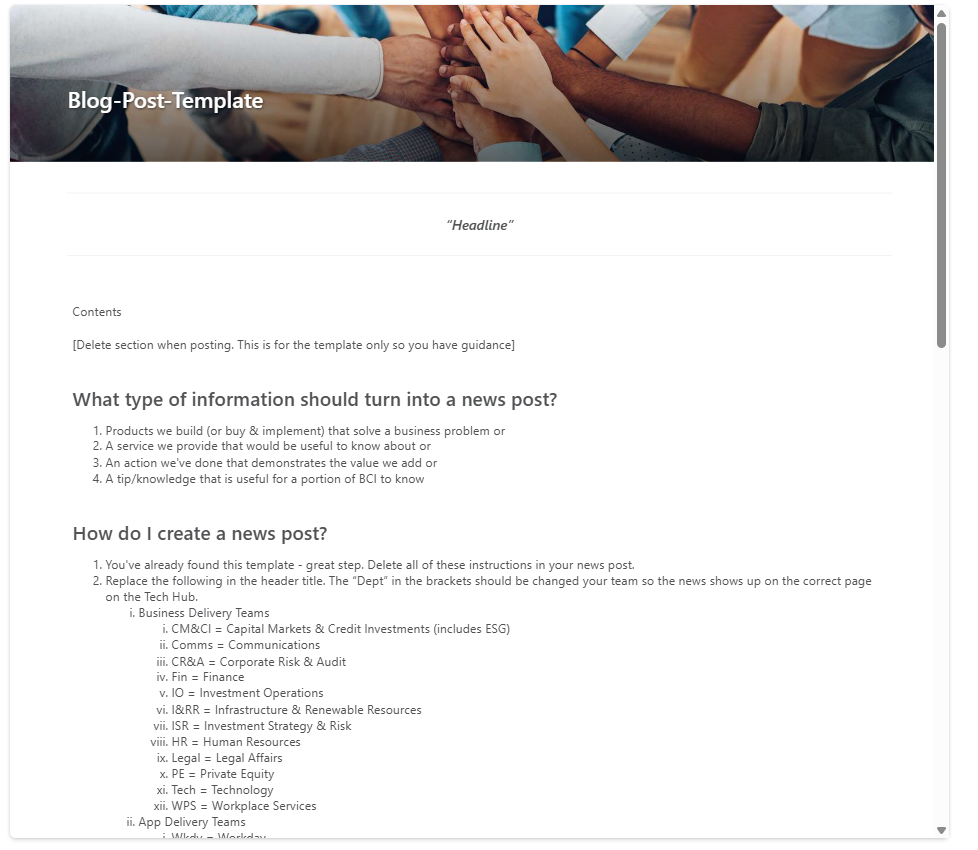 Blog-Post-Template
“Headline”
Contents
[Delete section when posting. This is for the template only so you have guidance]
What type of information should turn into a news post?
1. Products we build (or buy & implement) that solve a business problem or
2. A service we provide that would be useful to know about or
3. An action we've done that demonstrates the value we add or
4. A tip/knowledge that is useful for a portion of BCI to know
How do I create a news post?
1. You've already found this template - great step. Delete all of these instructions in your news post.
2. Replace the following in the header title. The “Dept” in the brackets should be changed your team so the news shows up on the correct page
on the Tech Hub.
i. Business Delivery Teams
i. CM&CI = Capital Markets & Credit Investments (includes ESG)
ii. Comms = Communications
iii. CR&A = Corporate Risk & Audit
iv. Fin = Finance
v. IO = Investment Operations
vi. I&RR = Infrastructure & Renewable Resources
vii. ISR = Investment Strategy & Risk
viii. HR = Human Resources
ix. Legal = Legal Affairs
x. PE = Private Equity
xi. Tech = Technology
xii. WPS = Workplace Services
ii. App Delivery Teams
i. Wkdy = Workday